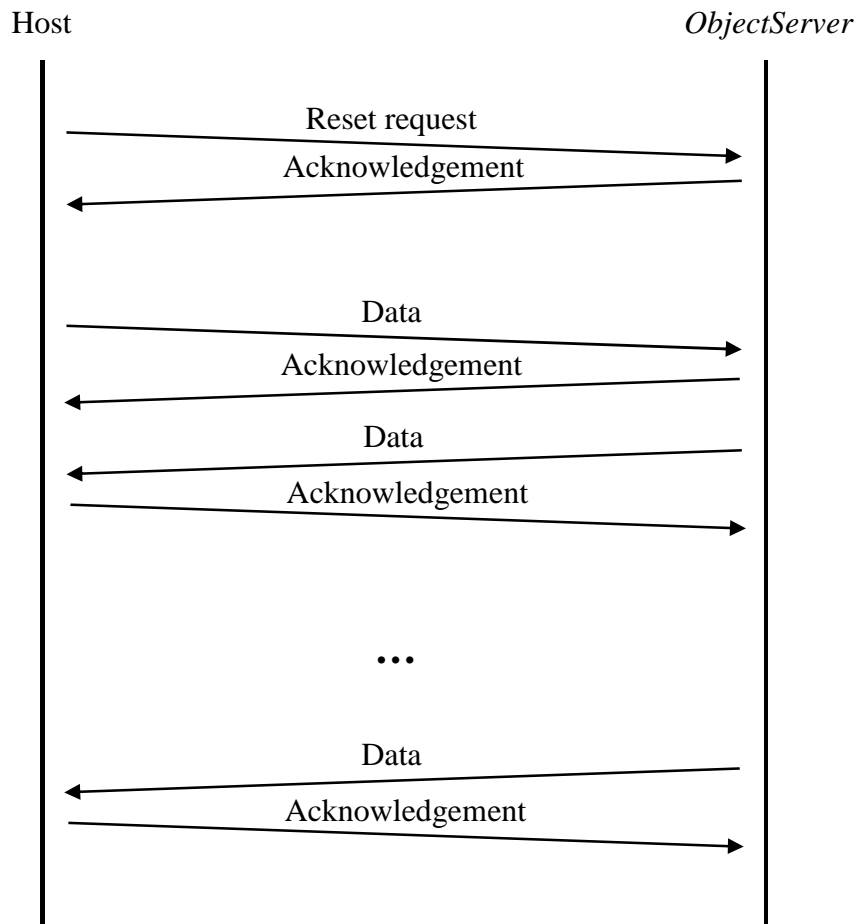 Host
ObjectServer
Reset request
Acknowledgement
Data
Acknowledgement
Data
Acknowledgement
...
Data
Acknowledgement